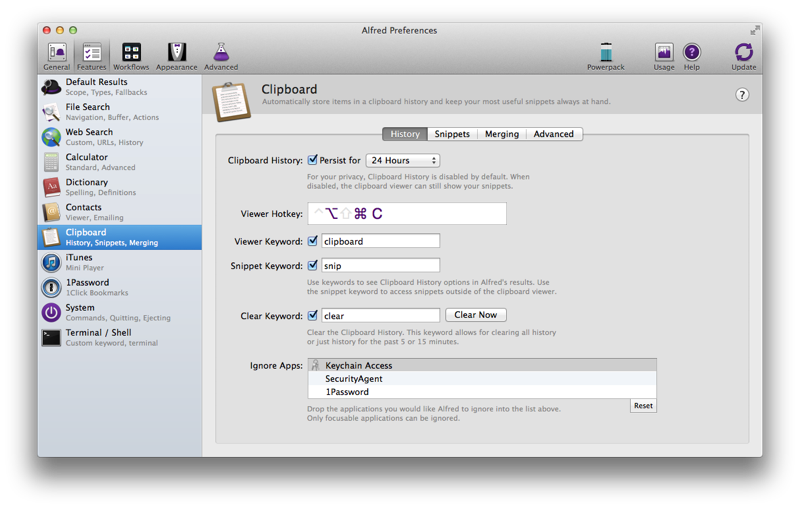 Alfred Preferences
General
Features
Workflows
Appearance
Advanced
Powerpack
Usage
Help
Update
Default Results
Scope, Types, Fallbacks
File Search
Navigation, Buffer, Actions
Web Search
Custom, URLs, History
Calculator
Standard, Advanced
Dictionary
Spelling, Definitions
Contacts
Viewer, Emailing
Clipboard
History, Snippets, Merging
iTunes
Mini Player
1Password
1Click Bookmarks
System
Commands, Quitting, Ejecting
Terminal / Shell
Custom keyword, terminal
Clipboard
Automatically store items in a clipboard history and keep your most useful snippets always at hand.
?
History
Snippets
Merging
Advanced
Clipboard History: Persist for 24 Hours
For your privacy, Clipboard History is disabled by default. When
disabled, the clipboard viewer can still show your snippets.
Viewer Hotkey: ^⌥⇧⌘ C
Viewer Keyword: clipboard
Snippet Keyword: snip
Use keywords to see Clipboard History options in Alfred's results. Use
the snippet keyword to access snippets outside of the clipboard viewer.
Clear Keyword: clear Clear Now
Clear the Clipboard History. This keyword allows for clearing all history
or just history for the past 5 or 15 minutes.
Ignore Apps: Keychain Access
SecurityAgent
1Password
Reset
Drop the applications you would like Alfred to ignore into the list above.
Only focusable applications can be ignored.